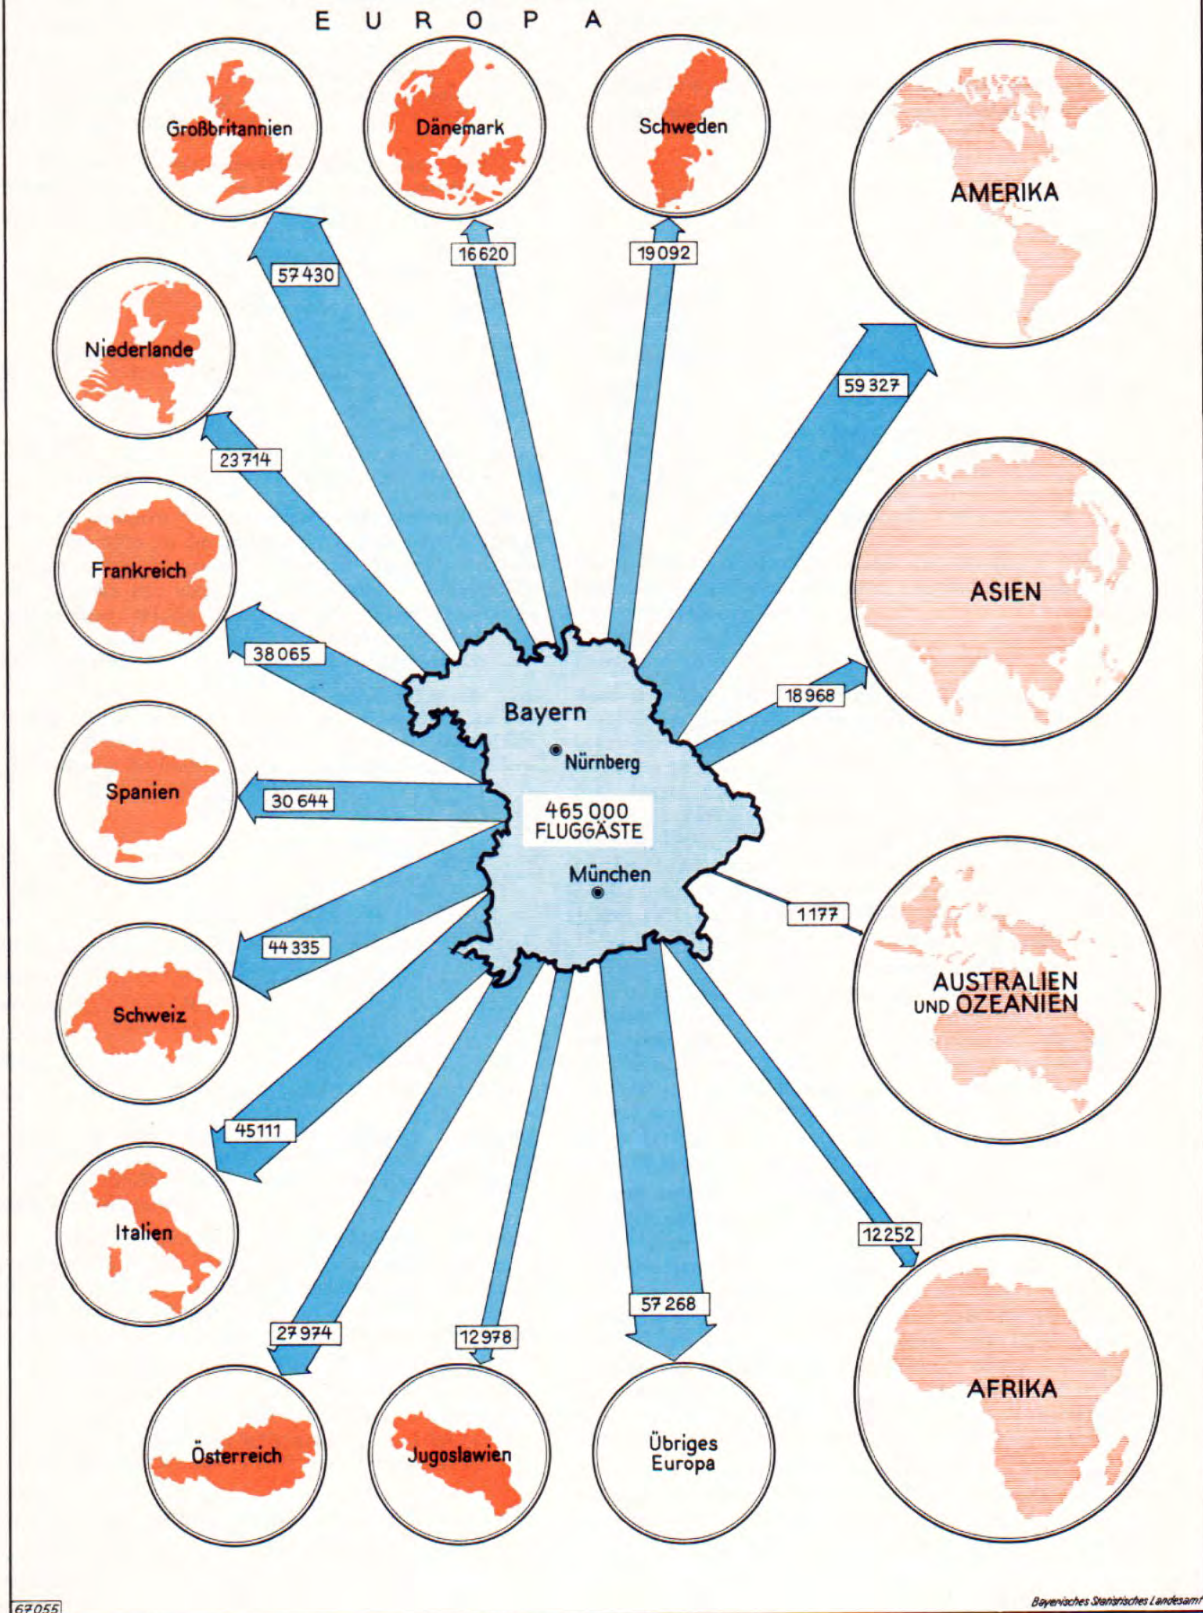 EUROPA
Großbritannien
Dänemark
Schweden
AMERIKA
57 430
16 620
19 092
59 327
Niederlande
23 714
Frankreich
38 065
ASIEN
18 968
Bayern
Nürnberg
Spanien
30 644
465 000
FLUGGÄSTE
München
1 177
44 335
Schweiz
AUSTRALIEN
UND OZEANIEN
45 111
Italien
12 252
27 974
12 978
57 268
Österreich
Jugoslawien
Übriges
Europa
AFRIKA
67 055
Bayerisches Statistisches Landesamt